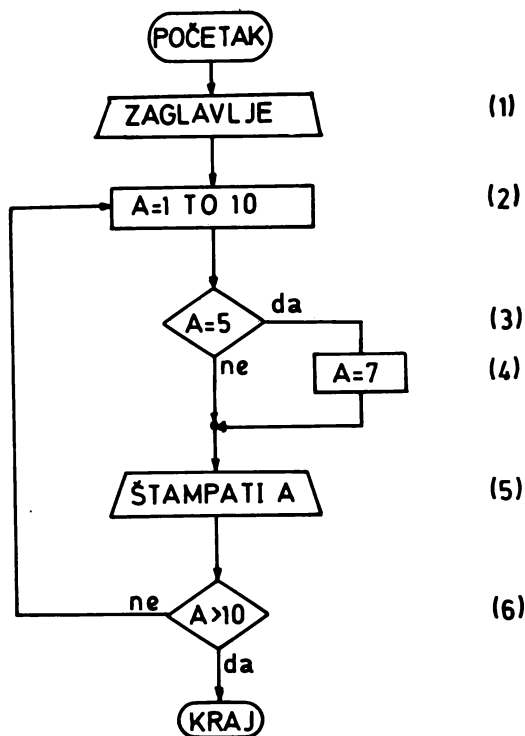 POČETAK
ZAGLAVLJE (1)
A=1 TO 10 (2)
da
A=5 (3)
ne
A=7 (4)
ŠTAMPATI A (5)
ne
A>10 (6)
da
KRAJ